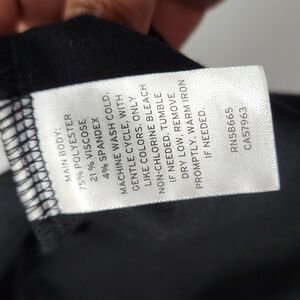 MAIN BODY:
75% POLYESTER
21% VISCOSE
4% SPANDEX
MACHINE WASH COLD,
GENTLE CYCLE, WITH
LIKE COLORS. ONLY
NON-CHLORINE BLEACH
IF NEEDED. TUMBLE
DRY LOW. REMOVE
PROMPTLY. WARM IRON
IF NEEDED.
RN58665
CA57963